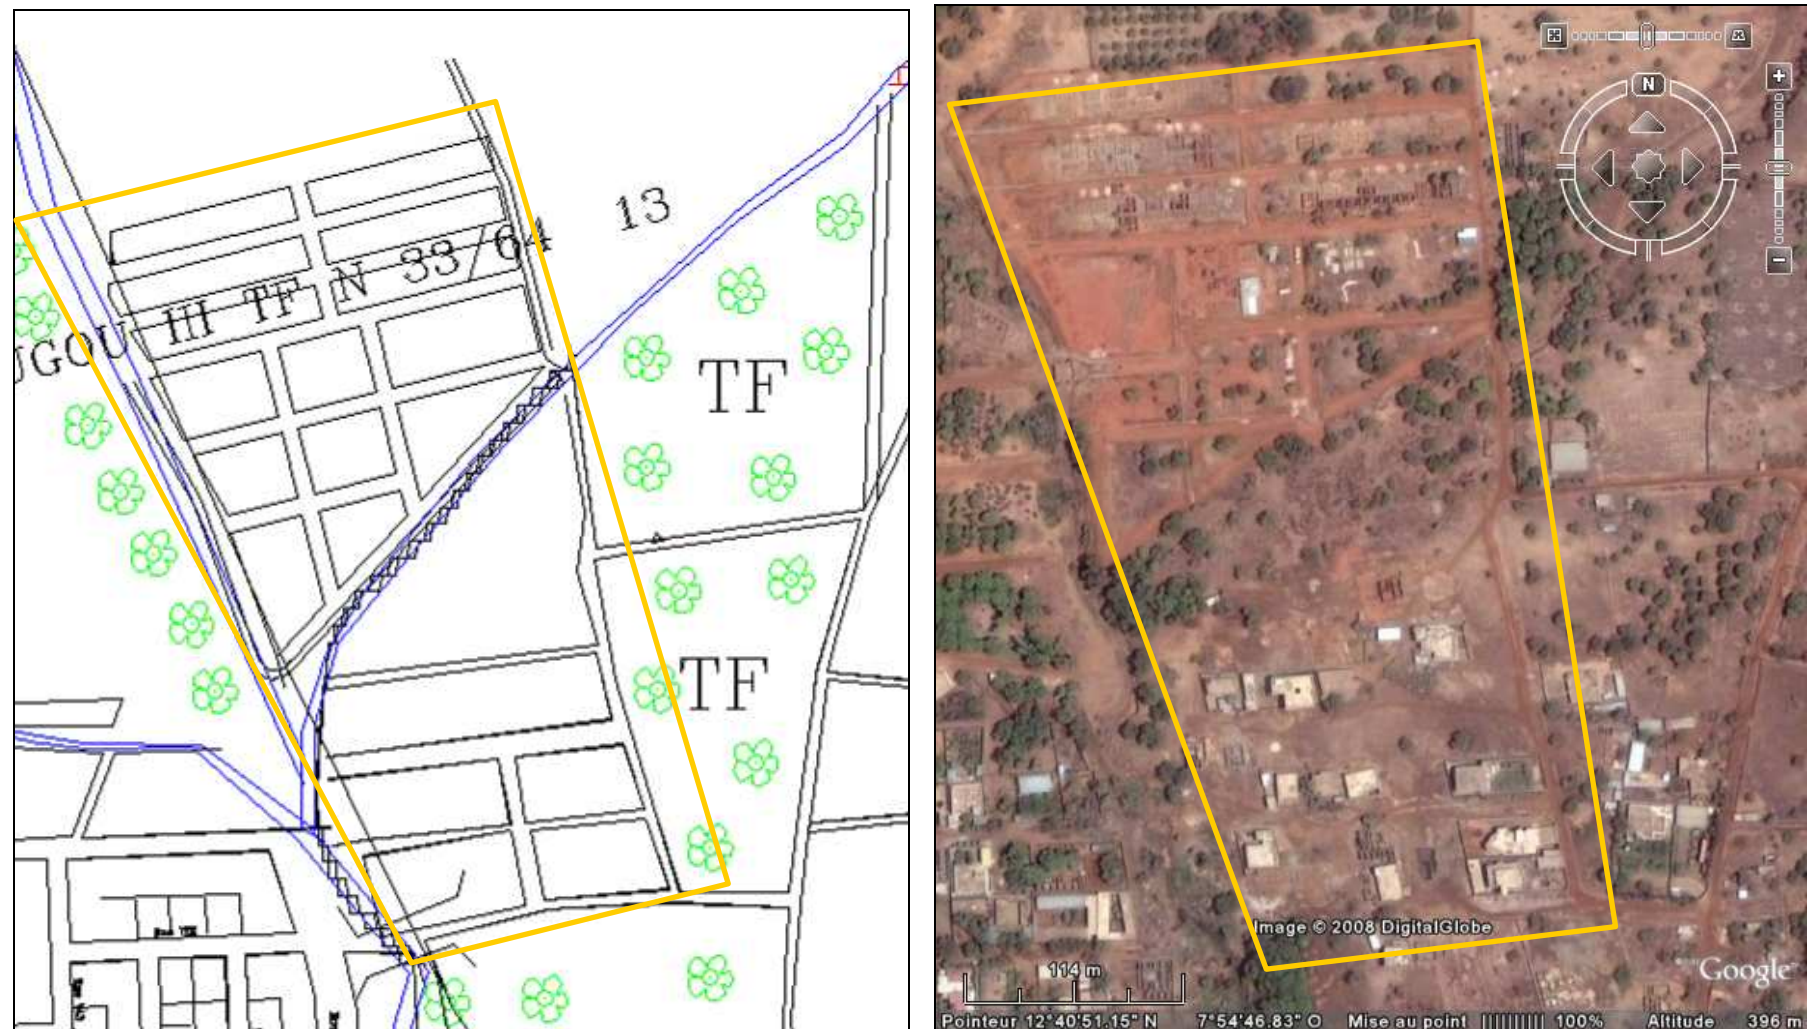 13
UGOU III TF N 33/64
TF
TF
N
Image © 2008 DigitalGlobe
114 m
Google
Pointeur 12°40'51.15" N 7°54'46.83" O Mise au point 100% Altitude 396 m